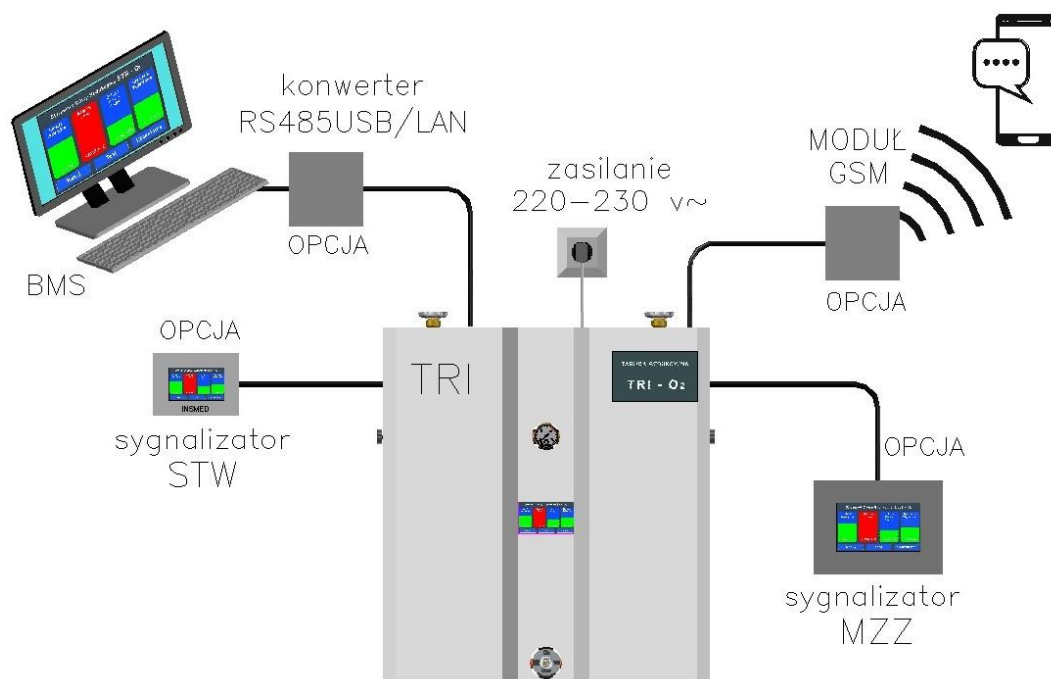 konwerter
RS485USB/LAN
OPCJA
BMS
zasilanie
220-230 v~
MODUŁ
GSM
OPCJA
OPCJA
INSMED
sygnalizator
STW
TRI
TRI - O₂
OPCJA
sygnalizator
MZZ